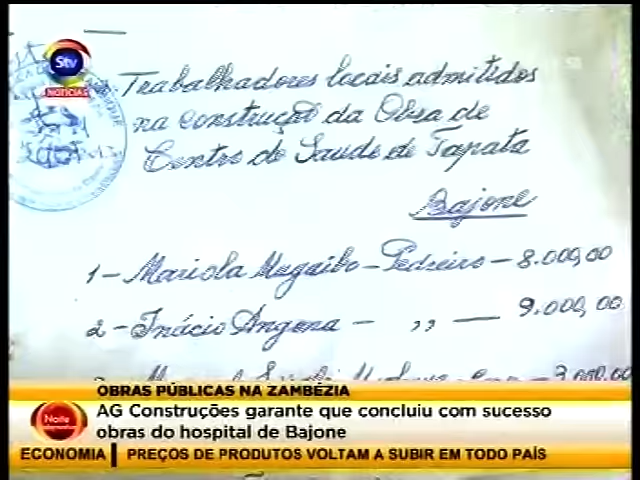 Stv
NOTÍCIAS
Trabalhadores locais admitidos
na construção da Obra de
Centro de Saude de Tapata
Bajone
1- Mariola Mugaibo - Pedreiro - 8.000,00
2- Inácio Angona - ,, - 9.000,00
OBRAS PÚBLICAS NA ZAMBÉZIA
Noite
AG Construções garante que concluiu com sucesso
obras do hospital de Bajone
ECONOMIA PREÇOS DE PRODUTOS VOLTAM A SUBIR EM TODO PAÍS